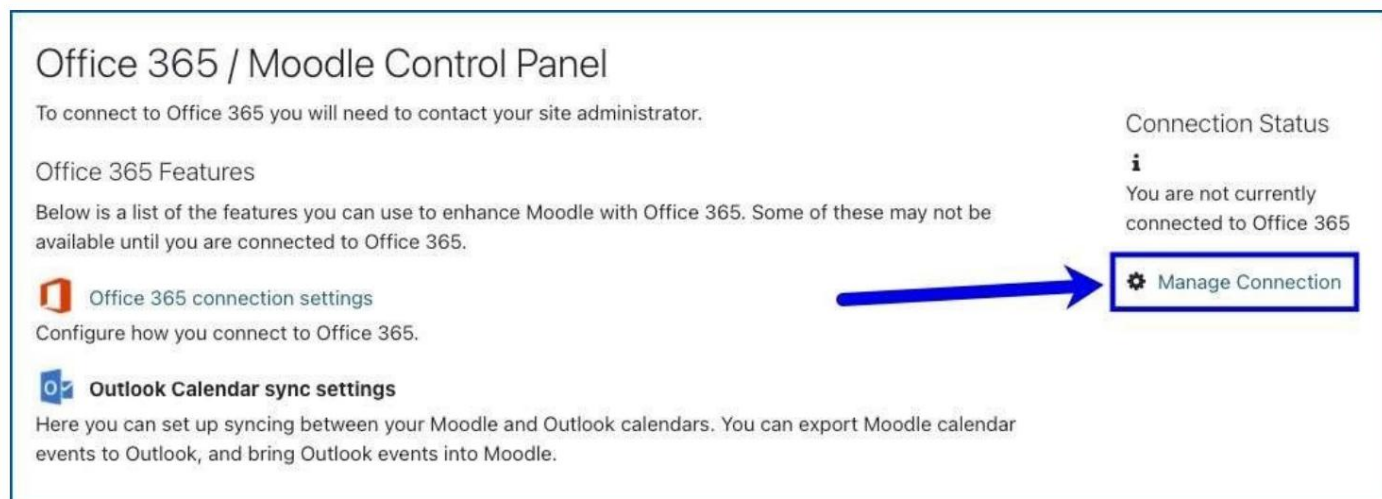 Office 365 / Moodle Control Panel
To connect to Office 365 you will need to contact your site administrator.
Office 365 Features
Below is a list of the features you can use to enhance Moodle with Office 365. Some of these may not be
available until you are connected to Office 365.
Office 365 connection settings
Configure how you connect to Office 365.
Outlook Calendar sync settings
Here you can set up syncing between your Moodle and Outlook calendars. You can export Moodle calendar
events to Outlook, and bring Outlook events into Moodle.
Connection Status
You are not currently
connected to Office 365
Manage Connection